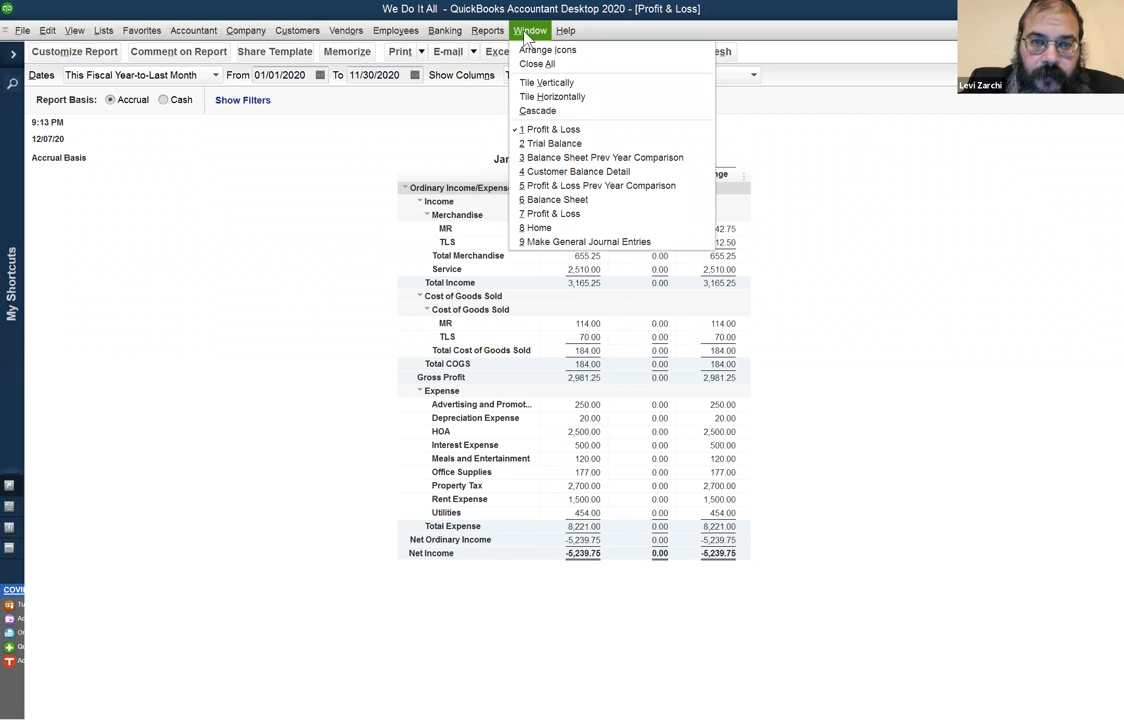 We Do It All - QuickBooks Accountant Desktop 2020 - [Profit & Loss]
File Edit View Lists Favorites Accountant Company Customers Vendors Employees Banking Reports Window Help
Customize Report Comment on Report Share Template Memorize Print E-mail
Arrange Icons
Close All
Dates This Fiscal Year-to-Last Month From 01/01/2020 To 11/30/2020 Show Columns
Tile Vertically
Tile Horizontally
Report Basis: Accrual Cash Show Filters
Cascade
9:13 PM
12/07/20
Accrual Basis
1 Profit & Loss
2 Trial Balance
3 Balance Sheet Prev Year Comparison
4 Customer Balance Detail
5 Profit & Loss Prev Year Comparison
6 Balance Sheet
7 Profit & Loss
8 Home
9 Make General Journal Entries
Levi Zarchi
My Shortcuts
Ordinary Income/Expense
Income
Merchandise
MR 42.75
TLS 12.50
Total Merchandise 655.25 0.00 655.25
Service 2,510.00 0.00 2,510.00
Total Income 3,165.25 0.00 3,165.25
Cost of Goods Sold
Cost of Goods Sold
MR 114.00 0.00 114.00
TLS 70.00 0.00 70.00
Total Cost of Goods Sold 184.00 0.00 184.00
Total COGS 184.00 0.00 184.00
Gross Profit 2,981.25 0.00 2,981.25
Expense
Advertising and Promot... 250.00 0.00 250.00
Depreciation Expense 20.00 0.00 20.00
HOA 2,500.00 0.00 2,500.00
Interest Expense 500.00 0.00 500.00
Meals and Entertainment 120.00 0.00 120.00
Office Supplies 177.00 0.00 177.00
Property Tax 2,700.00 0.00 2,700.00
Rent Expense 1,500.00 0.00 1,500.00
Utilities 454.00 0.00 454.00
Total Expense 8,221.00 0.00 8,221.00
Net Ordinary Income -5,239.75 0.00 -5,239.75
Net Income -5,239.75 0.00 -5,239.75